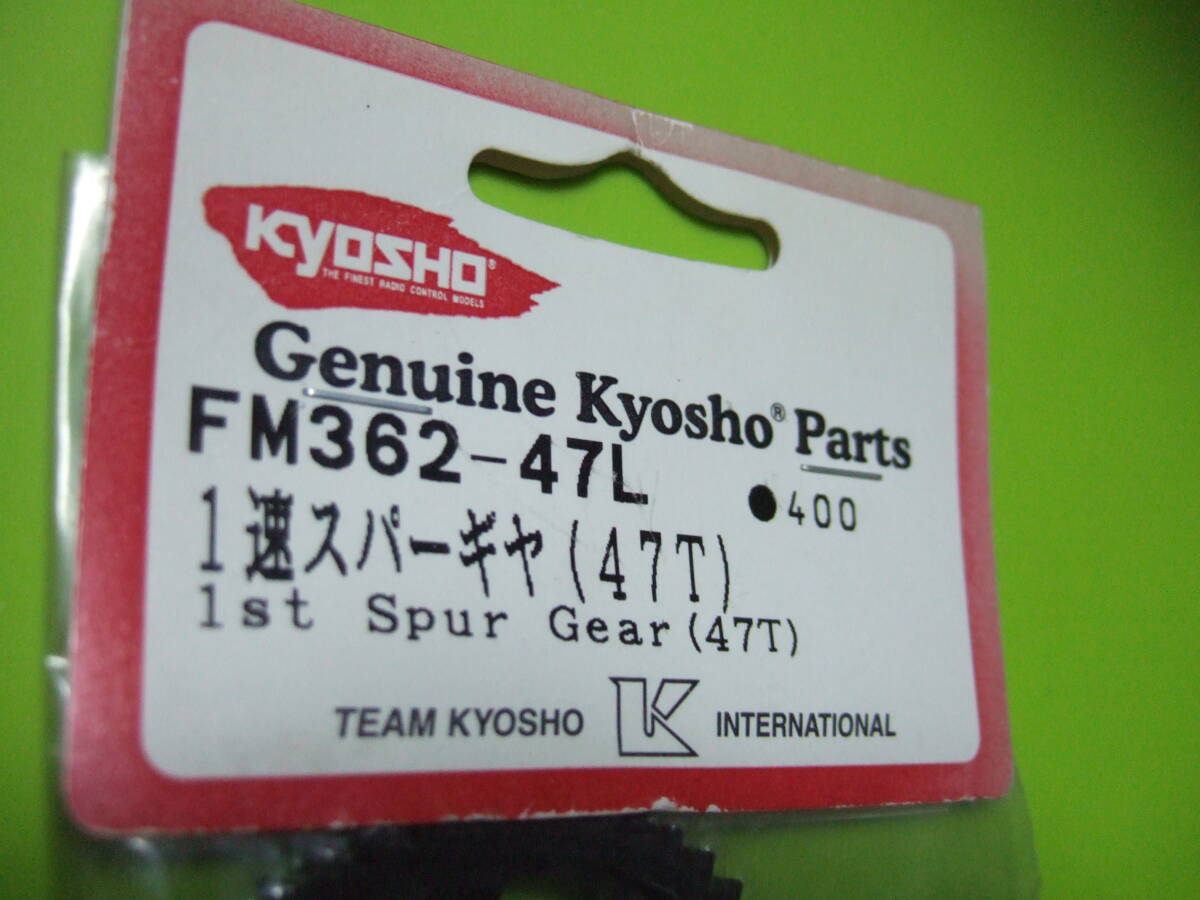 KYOSHO®
THE FINEST RADIO CONTROL MODELS
Genuine Kyosho® Parts
FM362-47L
●400
1速スパーギヤ(47T)
1st Spur Gear(47T)
TEAM KYOSHO K INTERNATIONAL